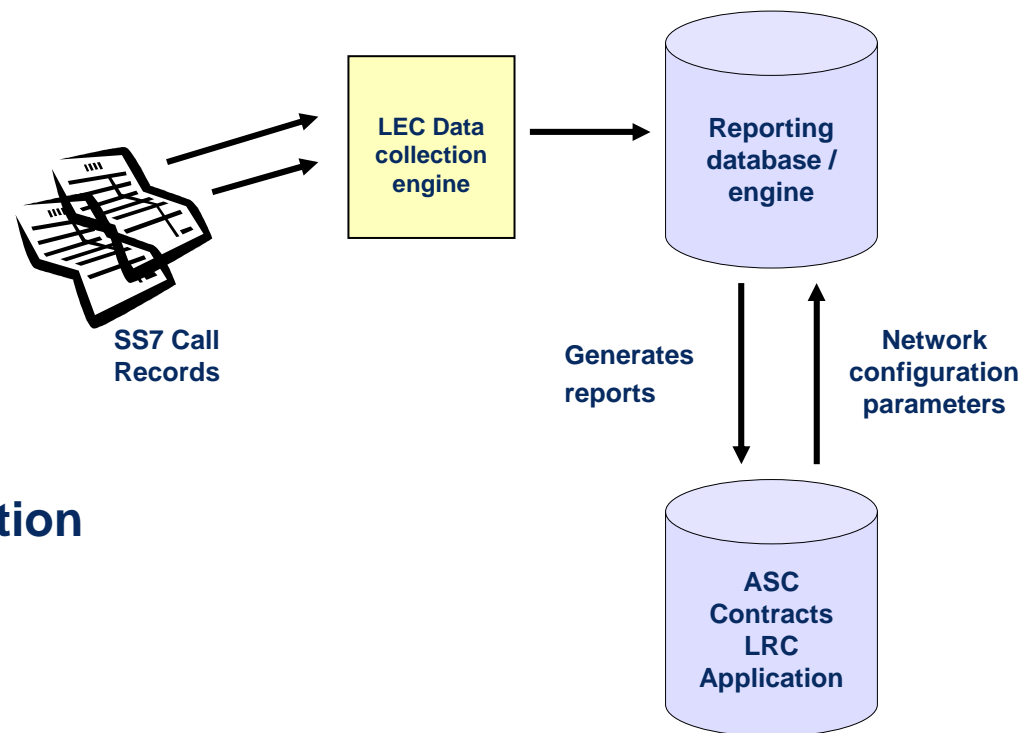 LEC Data
collection
engine
Reporting
database /
engine
SS7 Call
Records
Generates
reports
Network
configuration
parameters
tion
ASC
Contracts
LRC
Application